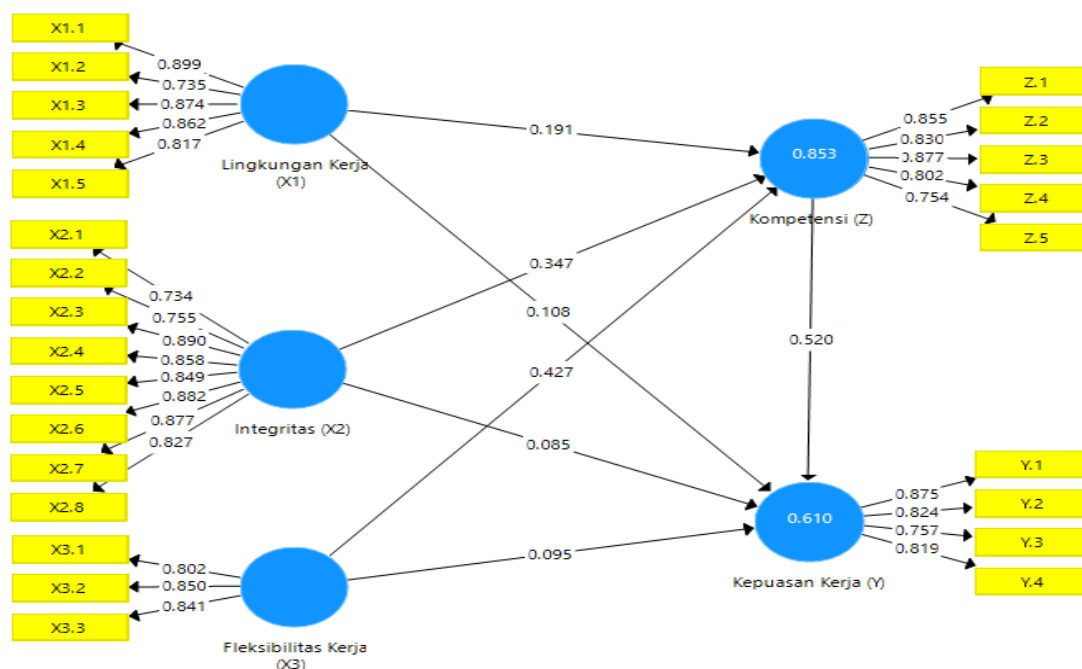 X1.1
X1.2
X1.3
X1.4
X1.5
0.899
0.735
0.874
0.862
0.817
Lingkungan Kerja
(X1)
X2.1
X2.2
X2.3
X2.4
X2.5
X2.6
X2.7
X2.8
0.734
0.755
0.890
0.858
0.849
0.882
0.877
0.827
Integritas (X2)
X3.1
X3.2
X3.3
0.802
0.850
0.841
Fleksibilitas Kerja
(X3)
0.191
0.347
0.108
0.427
0.085
0.095
0.520
0.853
Kompetensi (Z)
0.855
0.830
0.877
0.802
0.754
Z.1
Z.2
Z.3
Z.4
Z.5
0.610
Kepuasan Kerja (Y)
0.875
0.824
0.757
0.819
Y.1
Y.2
Y.3
Y.4